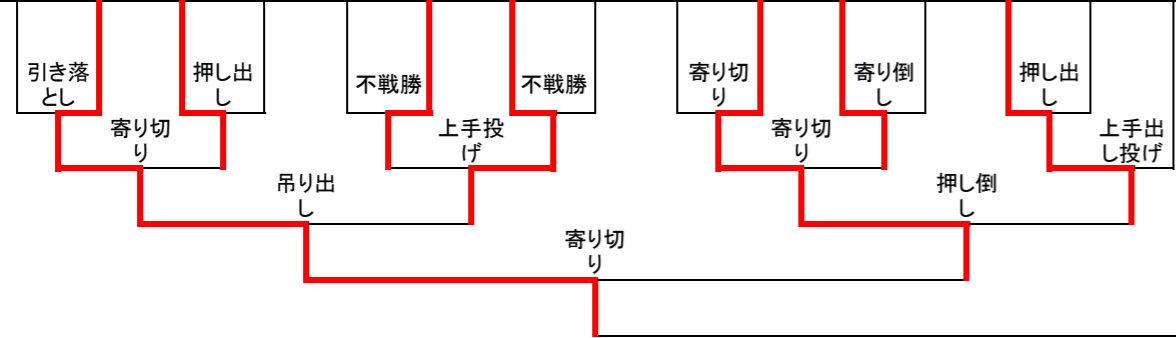 引き落
とし
押し出
し
不戦勝
不戦勝
寄り切
り
寄り倒
し
押し出
し
寄り切
り
上手投
げ
寄り切
り
上手出
し投げ
吊り出
し
押し倒
し
寄り切
り